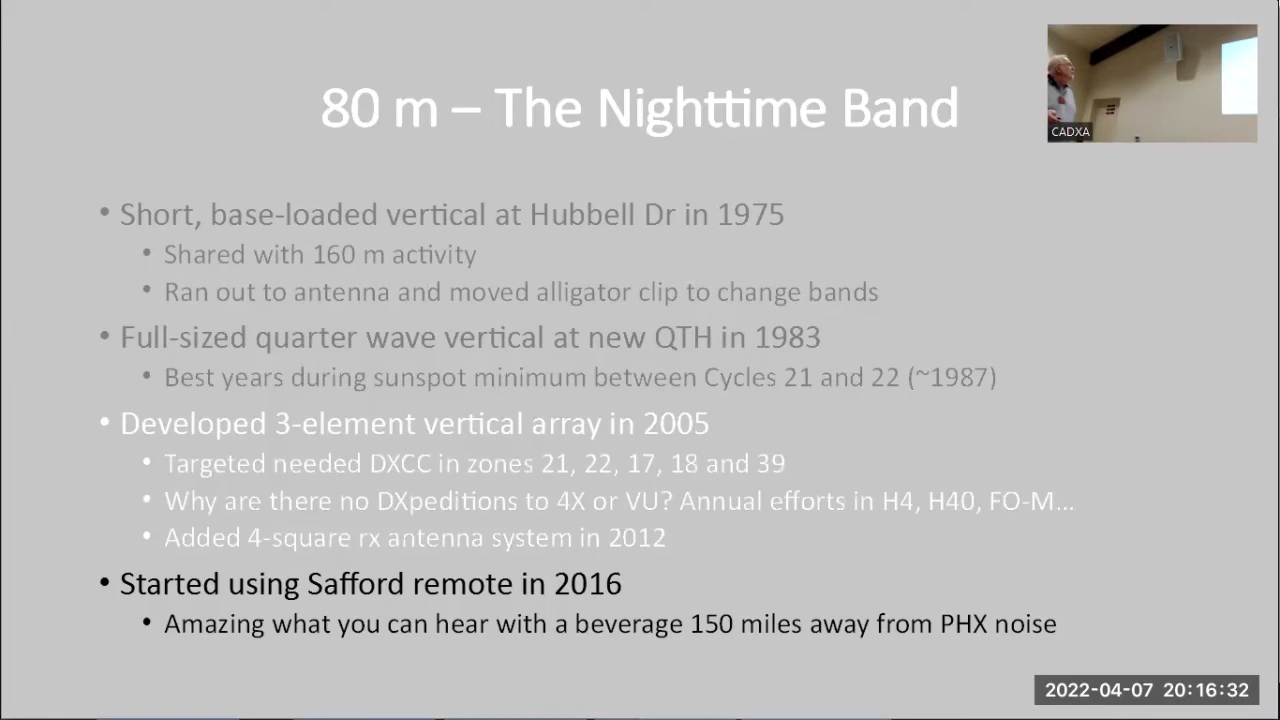 80 m – The Nighttime Band
CADXA
• Short, base-loaded vertical at Hubbell Dr in 1975
• Shared with 160 m activity
• Ran out to antenna and moved alligator clip to change bands
• Full-sized quarter wave vertical at new QTH in 1983
• Best years during sunspot minimum between Cycles 21 and 22 (~1987)
• Developed 3-element vertical array in 2005
• Targeted needed DXCC in zones 21, 22, 17, 18 and 39
• Why are there no DXpeditions to 4X or VU? Annual efforts in H4, H40, FO-M...
• Added 4-square rx antenna system in 2012
• Started using Safford remote in 2016
• Amazing what you can hear with a beverage 150 miles away from PHX noise
2022-04-07 20:16:32